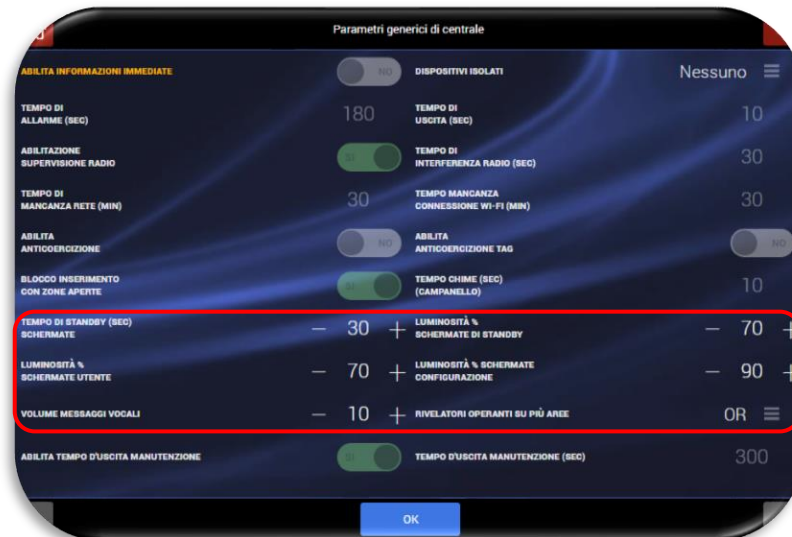 Parametri generici di centrale
ABILITA INFORMAZIONI IMMEDIATE NO DISPOSITIVI ISOLATI Nessuno
TEMPO DI
ALLARME (SEC) 180
TEMPO DI
USCITA (SEC) 10
ABILITAZIONE
SUPERVISIONE RADIO SI
TEMPO DI
INTERFERENZA RADIO (SEC) 30
TEMPO DI
MANCANZA RETE (MIN) 30
TEMPO MANCANZA
CONNESSIONE WI-FI (MIN) 30
ABILITA
ANTICOERCIZIONE NO
ABILITA
ANTICOERCIZIONE TAG NO
BLOCCO INSERIMENTO
CON ZONE APERTE SI
TEMPO CHIME (SEC)
(CAMPANELLO) 10
TEMPO DI STANDBY (SEC)
SCHERMATE − 30 +
LUMINOSITÀ %
SCHERMATE DI STANDBY − 70 +
LUMINOSITÀ %
SCHERMATE UTENTE − 70 +
LUMINOSITÀ % SCHERMATE
CONFIGURAZIONE − 90 +
VOLUME MESSAGGI VOCALI − 10 +
RIVELATORI OPERANTI SU PIÙ AREE OR
ABILITA TEMPO D'USCITA MANUTENZIONE SI
TEMPO D'USCITA MANUTENZIONE (SEC) 300
OK